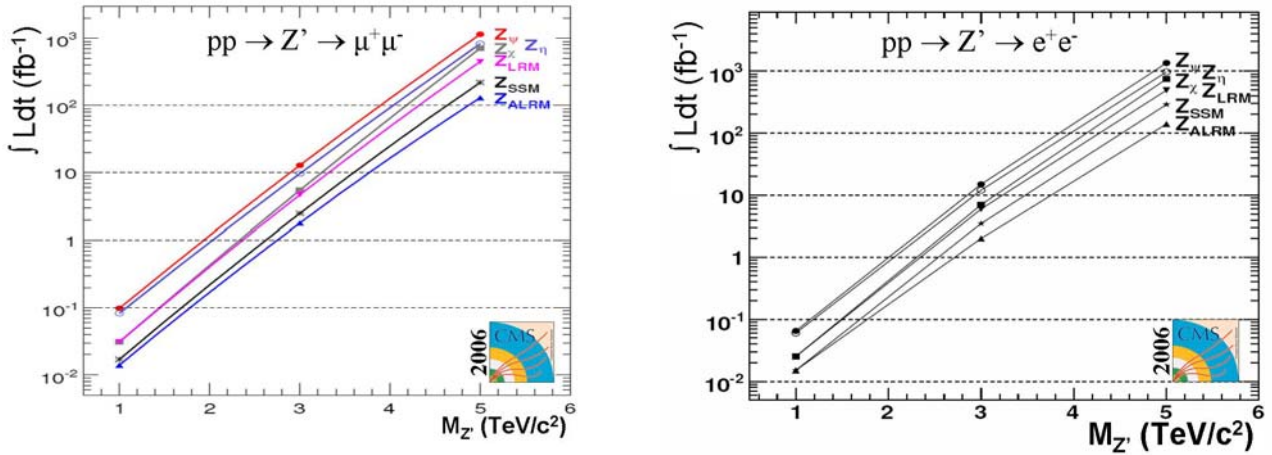 pp → Z' → μ⁺μ⁻
∫ Ldt (fb⁻¹)
10³
10²
10
1
10⁻¹
10⁻²
Z_ψ
Z_χ Z_η
Z_LRM
Z_SSM
Z_ALRM
CMS
2006
1 2 3 4 5 6
M_Z' (TeV/c²)
pp → Z' → e⁺e⁻
∫ Ldt (fb⁻¹)
10³
10²
10
1
10⁻¹
10⁻²
Z_ψ Z_η
Z_χ Z_LRM
Z_SSM
Z_ALRM
CMS
2006
1 2 3 4 5 6
M_Z' (TeV/c²)